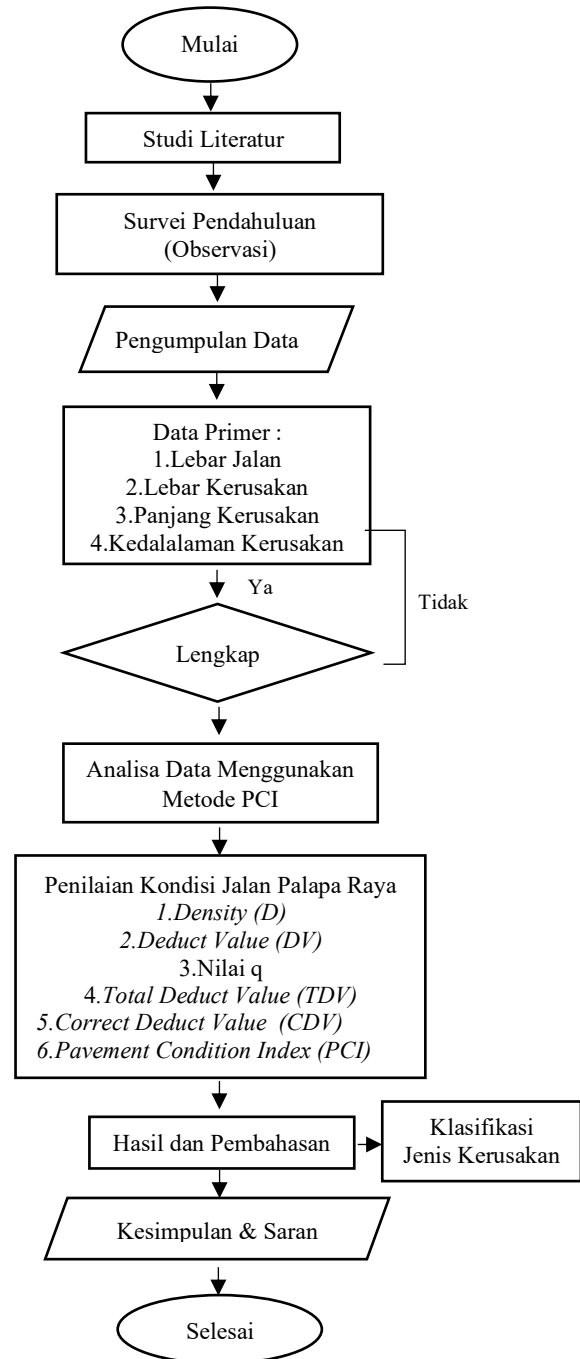 Mulai
Studi Literatur
Survei Pendahuluan
(Observasi)
Pengumpulan Data
Data Primer :
1.Lebar Jalan
2.Lebar Kerusakan
3.Panjang Kerusakan
4.Kedalalaman Kerusakan
Ya
Tidak
Lengkap
Analisa Data Menggunakan
Metode PCI
Penilaian Kondisi Jalan Palapa Raya
1.Density (D)
2.Deduct Value (DV)
3.Nilai q
4.Total Deduct Value (TDV)
5.Correct Deduct Value (CDV)
6.Pavement Condition Index (PCI)
Hasil dan Pembahasan
Klasifikasi
Jenis Kerusakan
Kesimpulan & Saran
Selesai